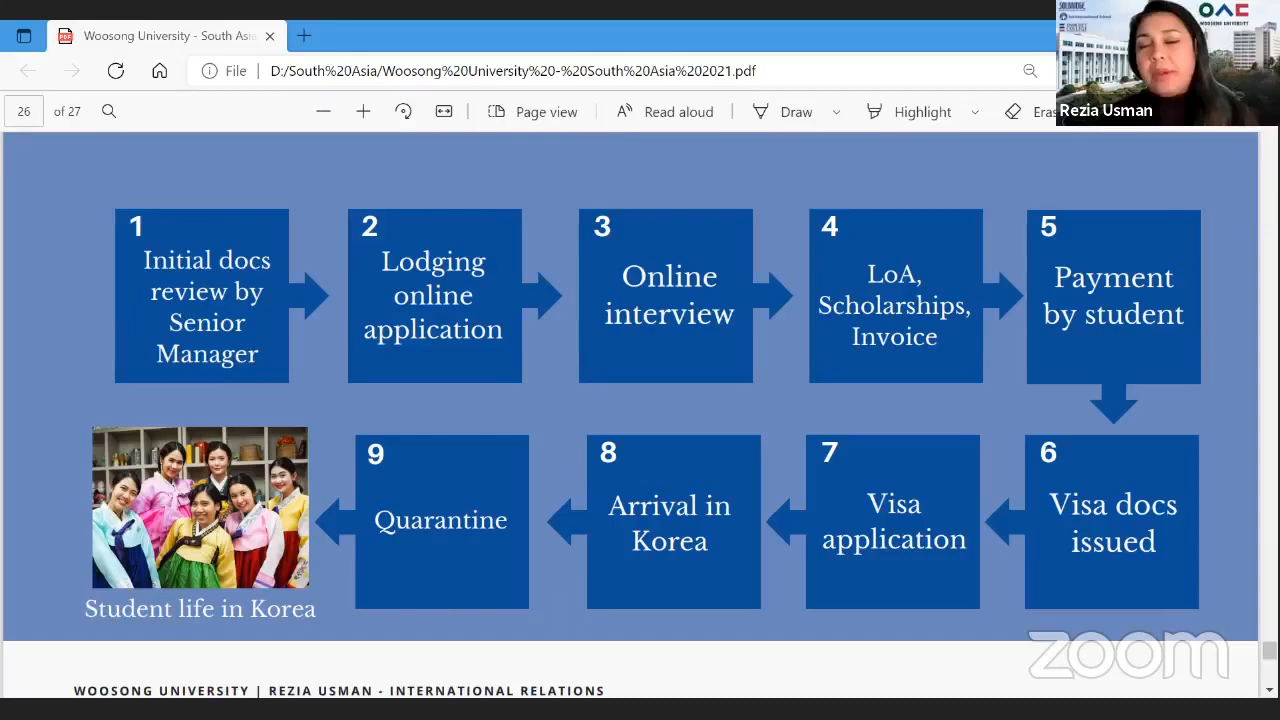 Woosong University - South Asia
File
D:/South%20Asia/Woosong%20University%20-%20South%20Asia%202021.pdf
WOOSONG UNIVERSITY
Rezia Usman
26 of 27
Page view
Read aloud
Draw
Highlight
Eras
1
Initial docs
review by
Senior
Manager
2
Lodging
online
application
3
Online
interview
4
LoA,
Scholarships,
Invoice
5
Payment
by student
9
Quarantine
8
Arrival in
Korea
7
Visa
application
6
Visa docs
issued
Student life in Korea
zoom
WOOSONG UNIVERSITY | REZIA USMAN - INTERNATIONAL RELATIONS